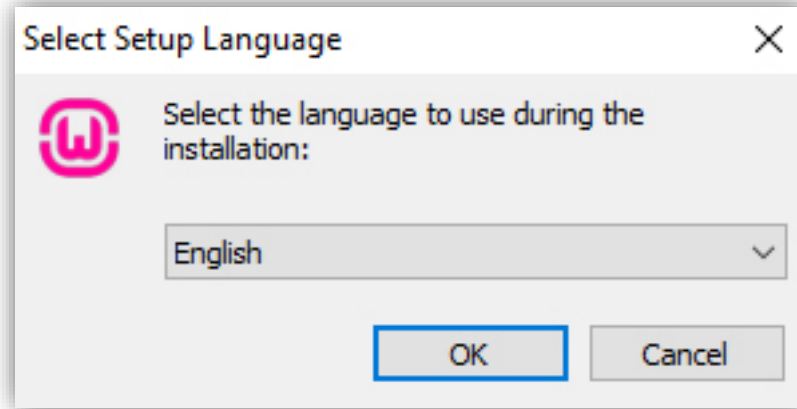 Select Setup Language
Select the language to use during the
installation:
English
OK
Cancel